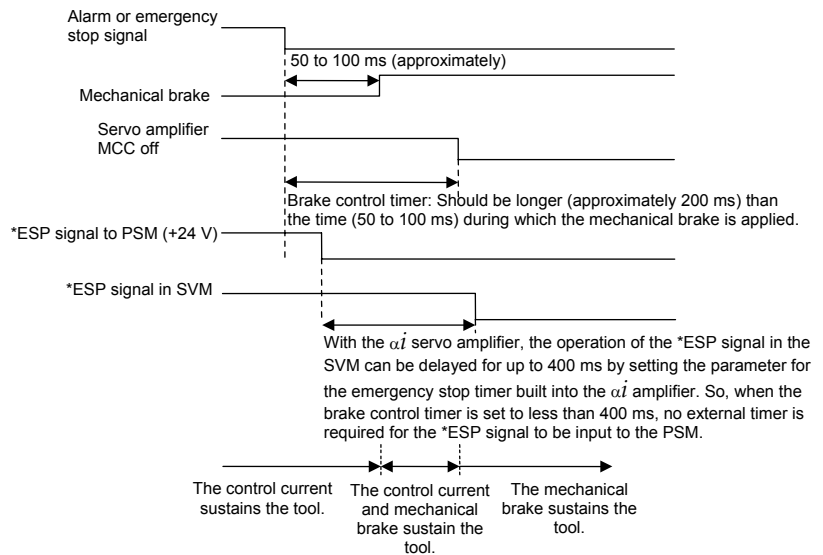 Alarm or emergency
stop signal
50 to 100 ms (approximately)
Mechanical brake
Servo amplifier
MCC off
Brake control timer: Should be longer (approximately 200 ms) than
the time (50 to 100 ms) during which the mechanical brake is applied.
*ESP signal to PSM (+24 V)
*ESP signal in SVM
With the αi servo amplifier, the operation of the *ESP signal in the
SVM can be delayed for up to 400 ms by setting the parameter for
the emergency stop timer built into the αi amplifier. So, when the
brake control timer is set to less than 400 ms, no external timer is
required for the *ESP signal to be input to the PSM.
The control current
sustains the tool.
The control current
and mechanical
brake sustain the
tool.
The mechanical
brake sustains the
tool.